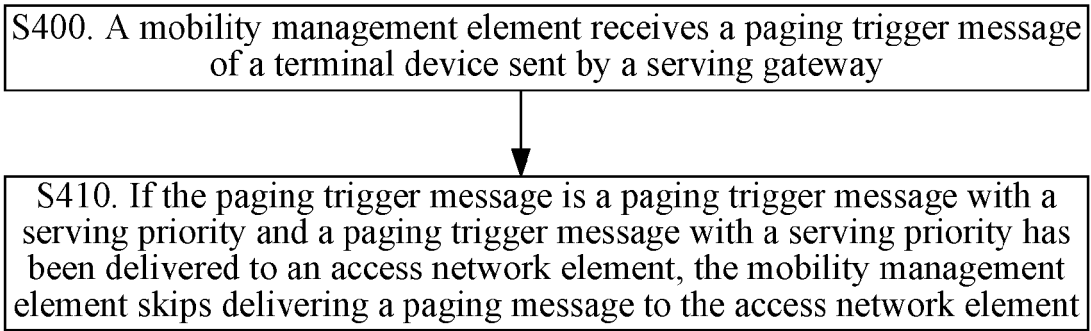 S400. A mobility management element receives a paging trigger message
of a terminal device sent by a serving gateway
S410. If the paging trigger message is a paging trigger message with a
serving priority and a paging trigger message with a serving priority has
been delivered to an access network element, the mobility management
element skips delivering a paging message to the access network element